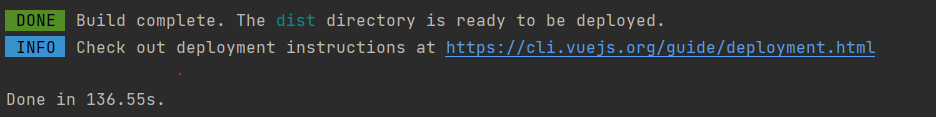 DONE Build complete. The dist directory is ready to be deployed.
INFO Check out deployment instructions at https://cli.vuejs.org/guide/deployment.html
Done in 136.55s.